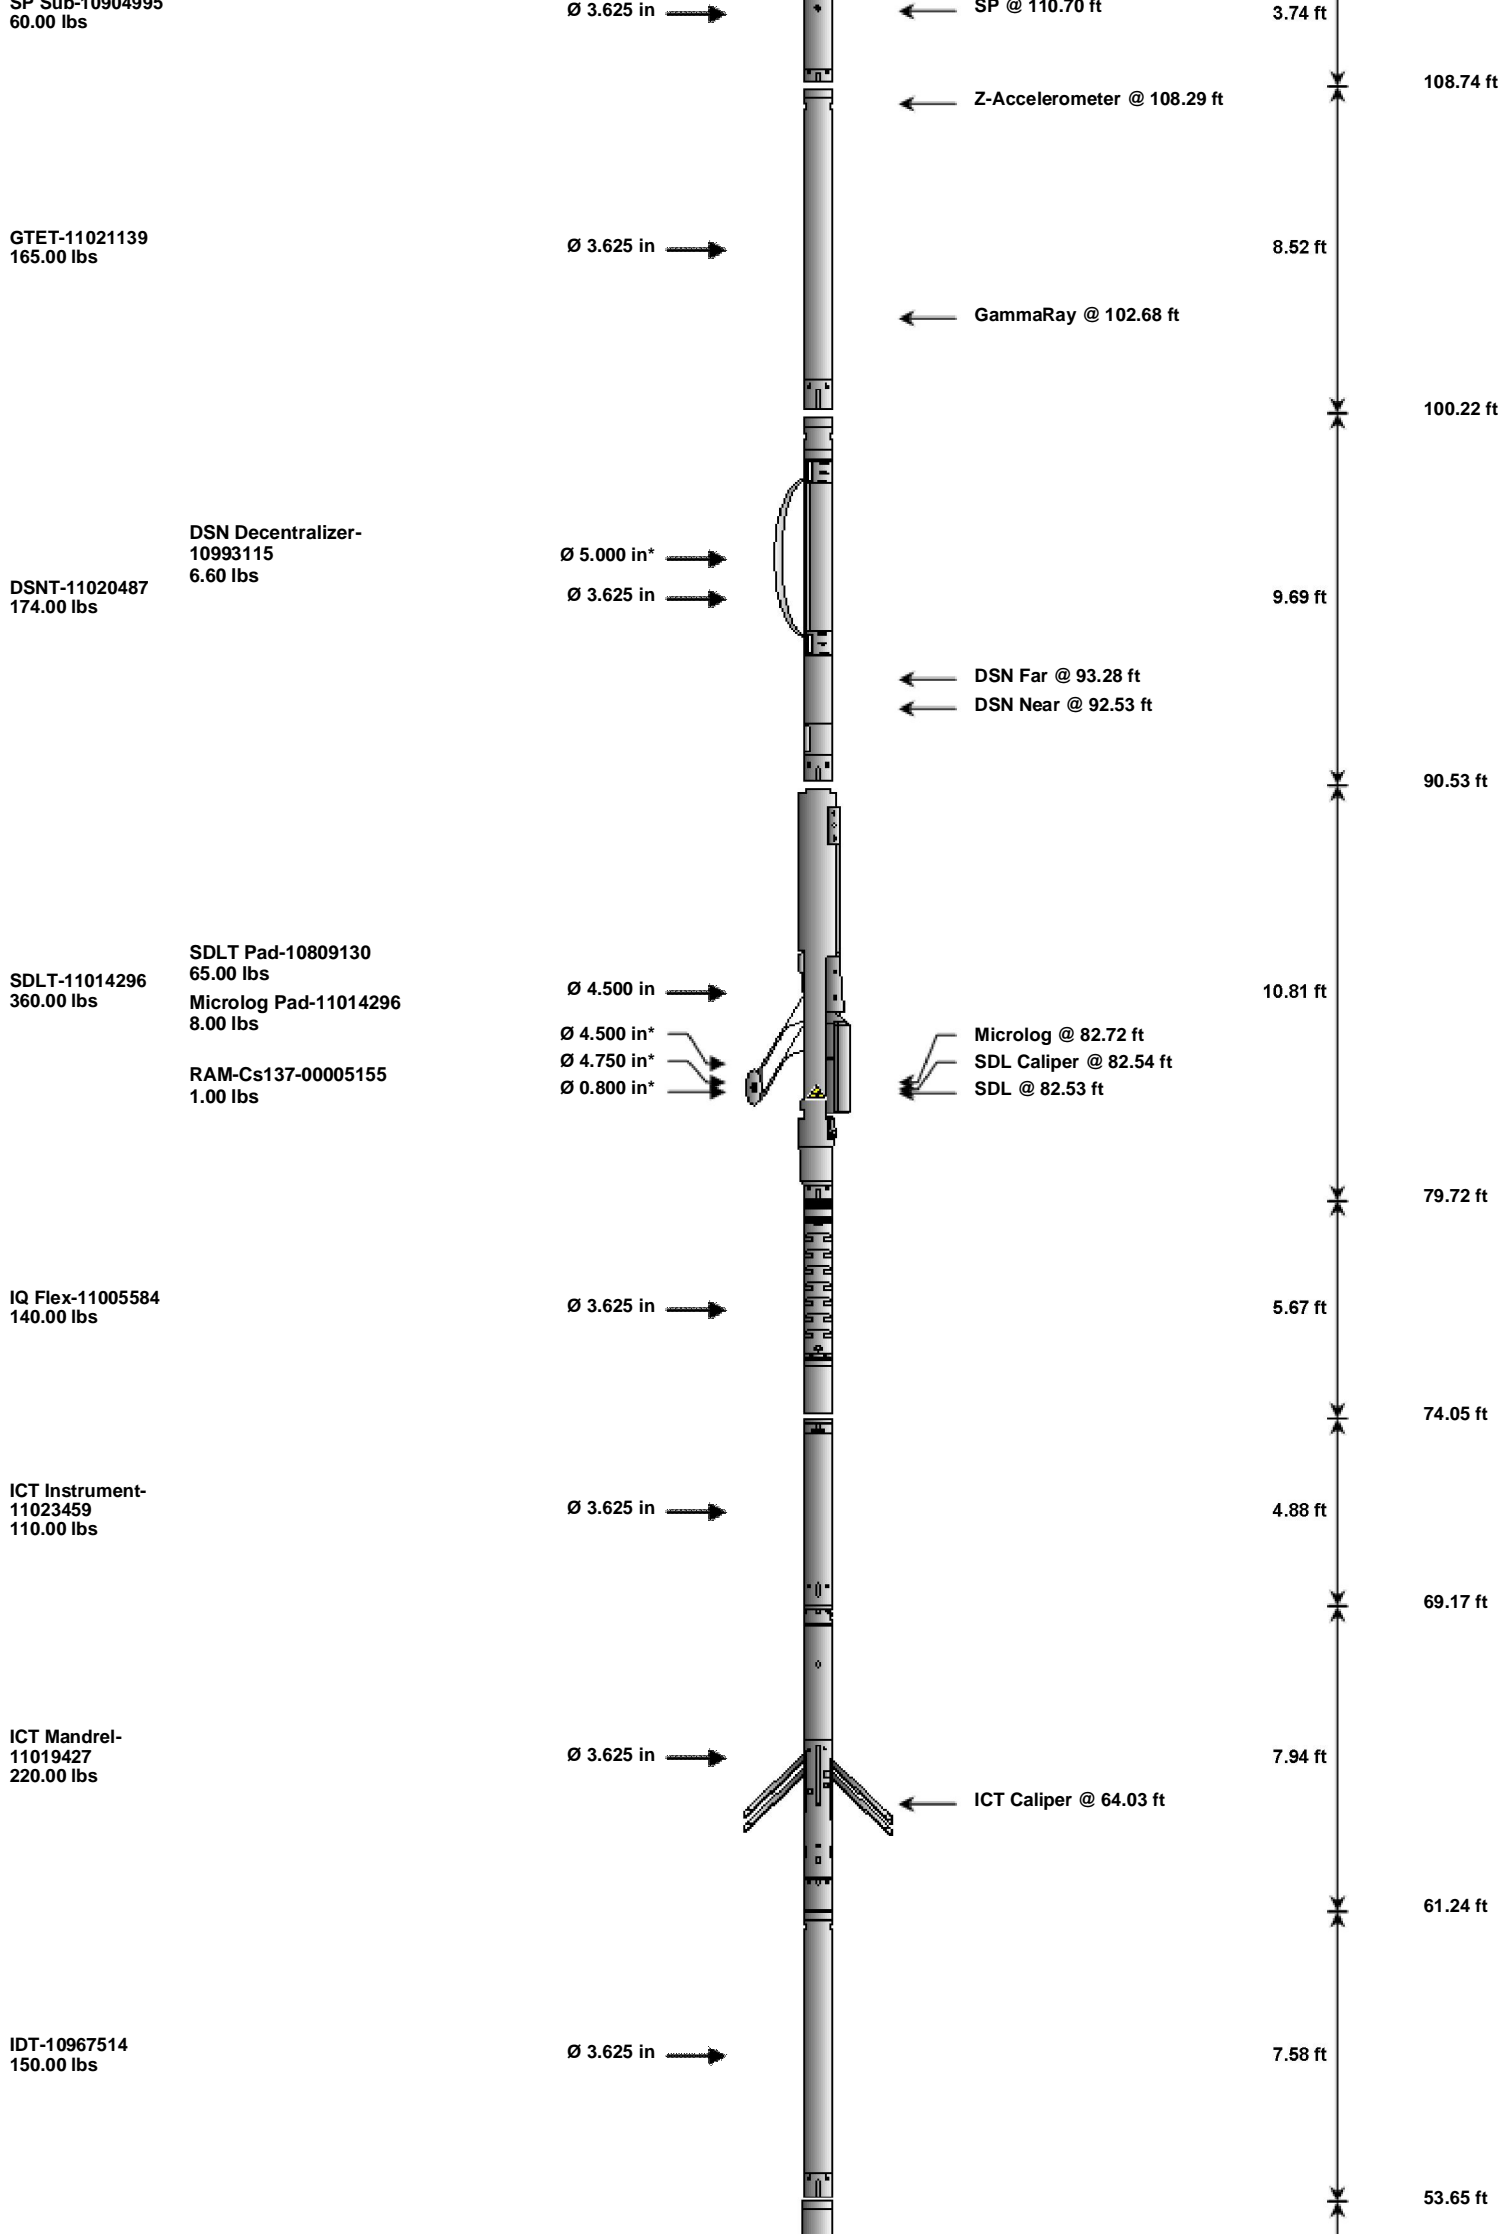 SP Sub-10904995
60.00 lbs
Ø 3.625 in
SP @ 110.70 ft
3.74 ft
108.74 ft
Z-Accelerometer @ 108.29 ft
GTET-11021139
165.00 lbs
Ø 3.625 in
8.52 ft
GammaRay @ 102.68 ft
100.22 ft
DSN Decentralizer-
10993115
6.60 lbs
Ø 5.000 in*
DSNT-11020487
174.00 lbs
Ø 3.625 in
9.69 ft
DSN Far @ 93.28 ft
DSN Near @ 92.53 ft
90.53 ft
SDLT Pad-10809130
65.00 lbs
SDLT-11014296
360.00 lbs
Microlog Pad-11014296
8.00 lbs
RAM-Cs137-00005155
1.00 lbs
Ø 4.500 in
Ø 4.500 in*
Ø 4.750 in*
Ø 0.800 in*
10.81 ft
Microlog @ 82.72 ft
SDL Caliper @ 82.54 ft
SDL @ 82.53 ft
79.72 ft
IQ Flex-11005584
140.00 lbs
Ø 3.625 in
5.67 ft
74.05 ft
ICT Instrument-
11023459
110.00 lbs
Ø 3.625 in
4.88 ft
69.17 ft
ICT Mandrel-
11019427
220.00 lbs
Ø 3.625 in
7.94 ft
ICT Caliper @ 64.03 ft
61.24 ft
IDT-10967514
150.00 lbs
Ø 3.625 in
7.58 ft
53.65 ft